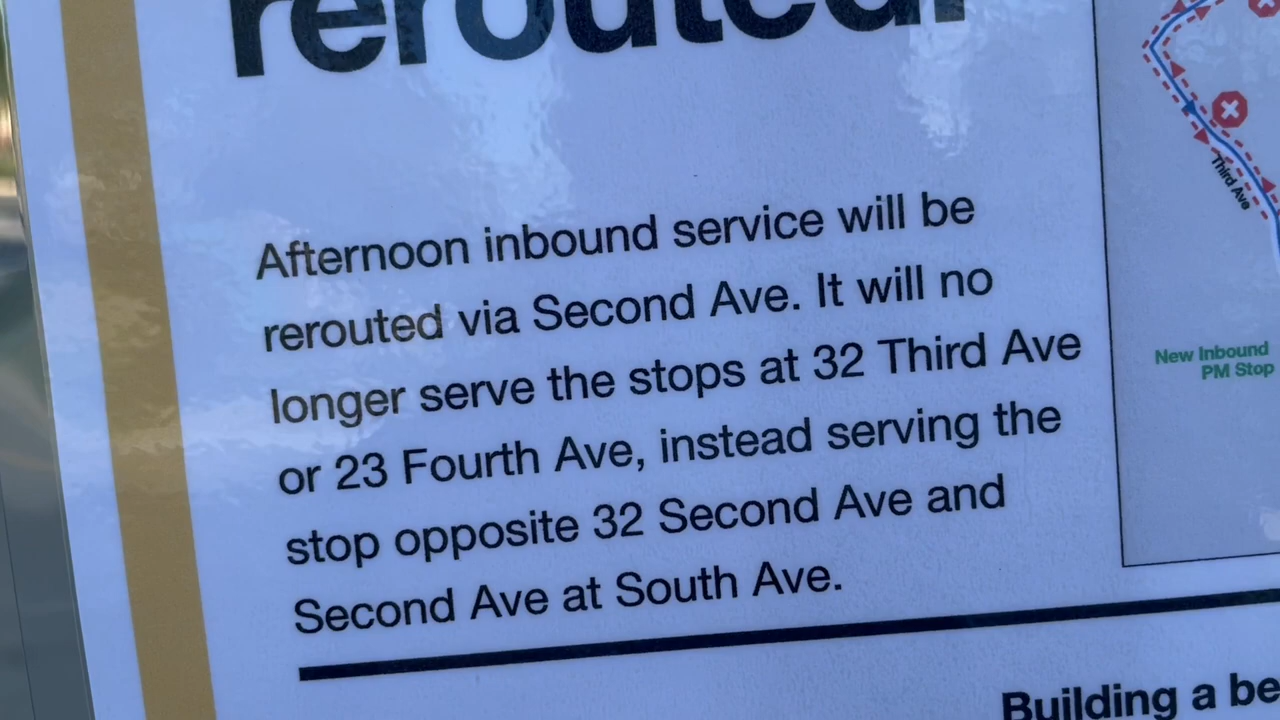 rerouted!
Afternoon inbound service will be
rerouted via Second Ave. It will no
longer serve the stops at 32 Third Ave
or 23 Fourth Ave, instead serving the
stop opposite 32 Second Ave and
Second Ave at South Ave.
Third Ave
New Inbound
PM Stop
Building a be